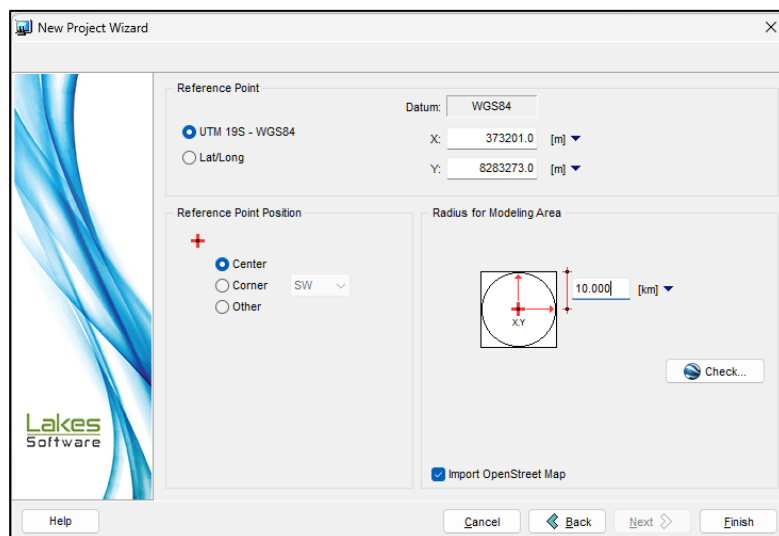 New Project Wizard
Reference Point
Datum: WGS84
UTM 19S - WGS84
X: 373201.0 [m]
Lat/Long
Y: 8283273.0 [m]
Reference Point Position
Radius for Modeling Area
Center
Corner SW
Other
10.000 [km]
X,Y
Check...
Lakes
Software
Import OpenStreet Map
Help
Cancel
Back
Next
Finish